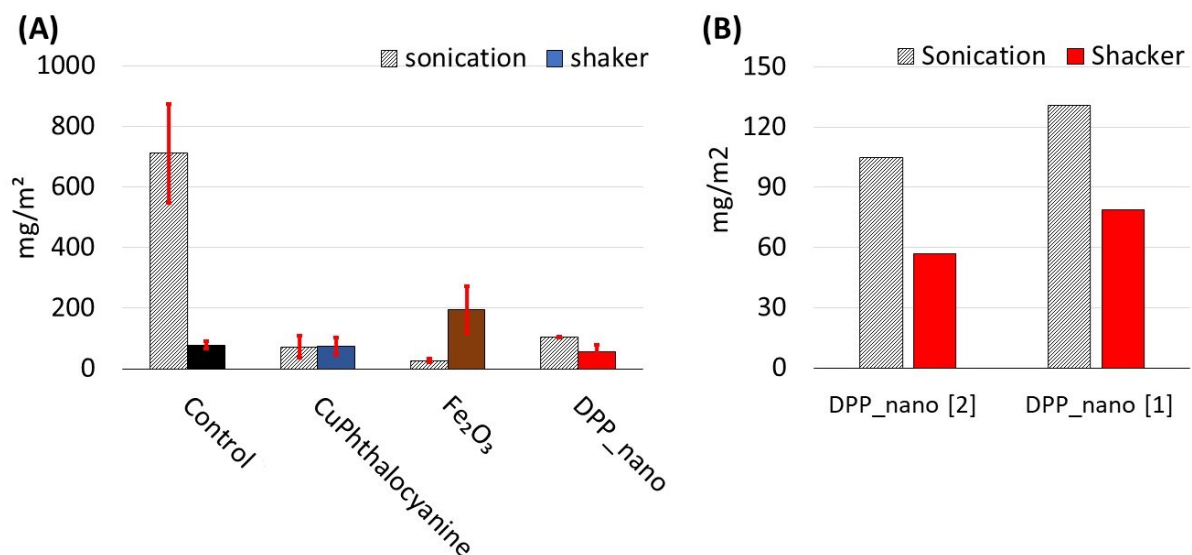 (A)
sonication shaker
1000
800
600
400
200
0
mg/m²
Control
CuPhthalocyanine
Fe₂O₃
DPP_nano
(B)
Sonication Shacker
150
120
90
60
30
0
mg/m2
DPP_nano [2] DPP_nano [1]